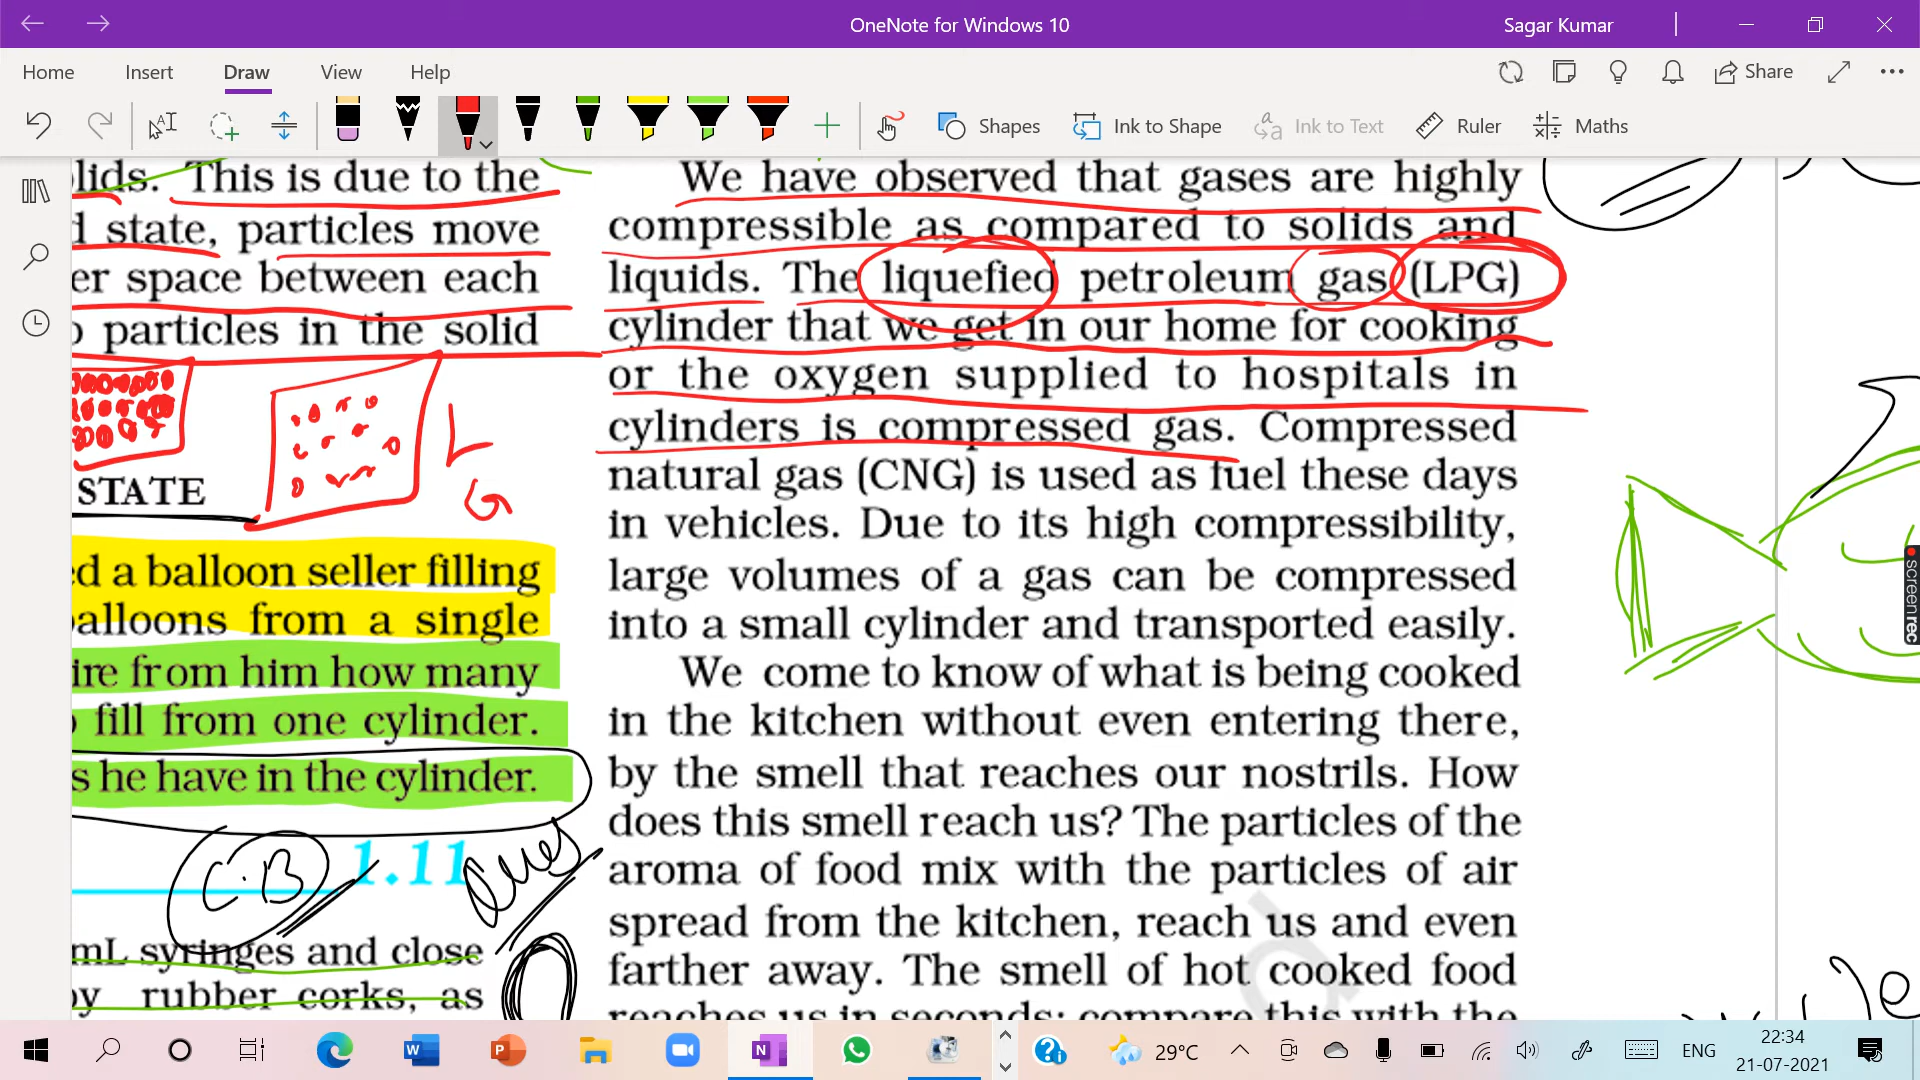 OneNote for Windows 10
Sagar Kumar
Home Insert Draw View Help
Share
Shapes Ink to Shape Ink to Text Ruler Maths
lids. This is due to the
state, particles move
er space between each
particles in the solid
L
G
STATE
ed a balloon seller filling
alloons from a single
ire from him how many
fill from one cylinder.
s he have in the cylinder.
C.B
1.11
Ques
mL syringes and close
by rubber corks, as
We have observed that gases are highly
compressible as compared to solids and
liquids. The liquefied petroleum gas (LPG)
cylinder that we get in our home for cooking
or the oxygen supplied to hospitals in
cylinders is compressed gas. Compressed
natural gas (CNG) is used as fuel these days
in vehicles. Due to its high compressibility,
large volumes of a gas can be compressed
into a small cylinder and transported easily.
We come to know of what is being cooked
in the kitchen without even entering there,
by the smell that reaches our nostrils. How
does this smell reach us? The particles of the
aroma of food mix with the particles of air
spread from the kitchen, reach us and even
farther away. The smell of hot cooked food
reaches us in seconds; compare this with the
screenrec
29°C
ENG
22:34
21-07-2021